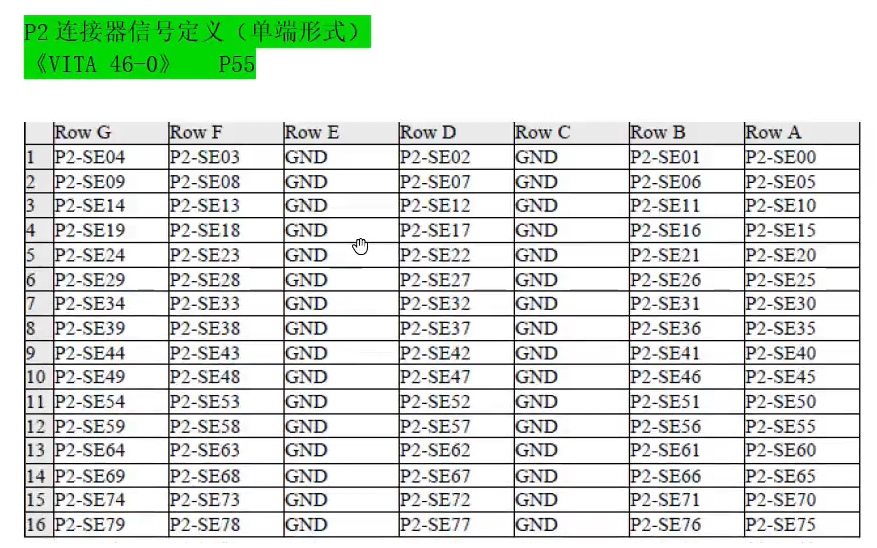 P2 连接器信号定义（单端形式）
《VITA 46-0》 P55
Row G Row F Row E Row D Row C Row B Row A
1 P2-SE04 P2-SE03 GND P2-SE02 GND P2-SE01 P2-SE00
2 P2-SE09 P2-SE08 GND P2-SE07 GND P2-SE06 P2-SE05
3 P2-SE14 P2-SE13 GND P2-SE12 GND P2-SE11 P2-SE10
4 P2-SE19 P2-SE18 GND P2-SE17 GND P2-SE16 P2-SE15
5 P2-SE24 P2-SE23 GND P2-SE22 GND P2-SE21 P2-SE20
6 P2-SE29 P2-SE28 GND P2-SE27 GND P2-SE26 P2-SE25
7 P2-SE34 P2-SE33 GND P2-SE32 GND P2-SE31 P2-SE30
8 P2-SE39 P2-SE38 GND P2-SE37 GND P2-SE36 P2-SE35
9 P2-SE44 P2-SE43 GND P2-SE42 GND P2-SE41 P2-SE40
10 P2-SE49 P2-SE48 GND P2-SE47 GND P2-SE46 P2-SE45
11 P2-SE54 P2-SE53 GND P2-SE52 GND P2-SE51 P2-SE50
12 P2-SE59 P2-SE58 GND P2-SE57 GND P2-SE56 P2-SE55
13 P2-SE64 P2-SE63 GND P2-SE62 GND P2-SE61 P2-SE60
14 P2-SE69 P2-SE68 GND P2-SE67 GND P2-SE66 P2-SE65
15 P2-SE74 P2-SE73 GND P2-SE72 GND P2-SE71 P2-SE70
16 P2-SE79 P2-SE78 GND P2-SE77 GND P2-SE76 P2-SE75